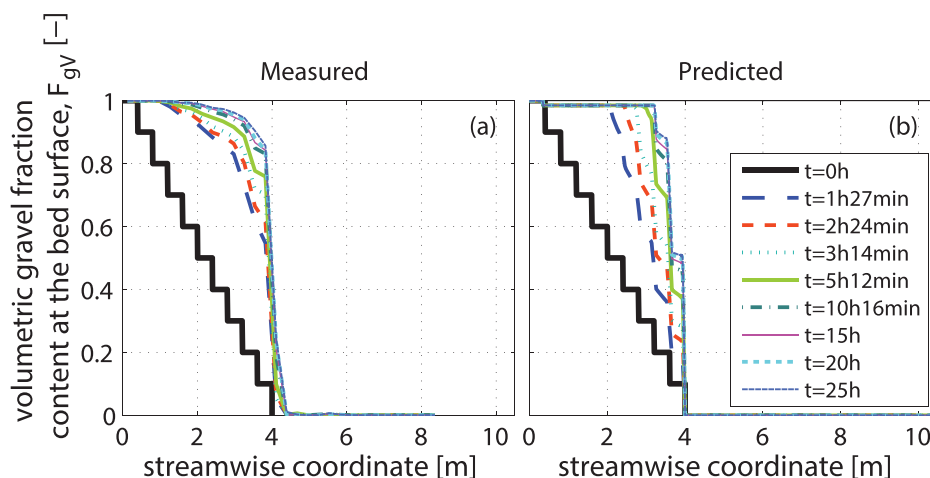 Measured
Predicted
volumetric gravel fraction
content at the bed surface, F_gV [−]
1
0.8
0.6
0.4
0.2
0
(a)
(b)
t=0h
t=1h27min
t=2h24min
t=3h14min
t=5h12min
t=10h16min
t=15h
t=20h
t=25h
0 2 4 6 8 10
0 2 4 6 8 10
streamwise coordinate [m]
streamwise coordinate [m]